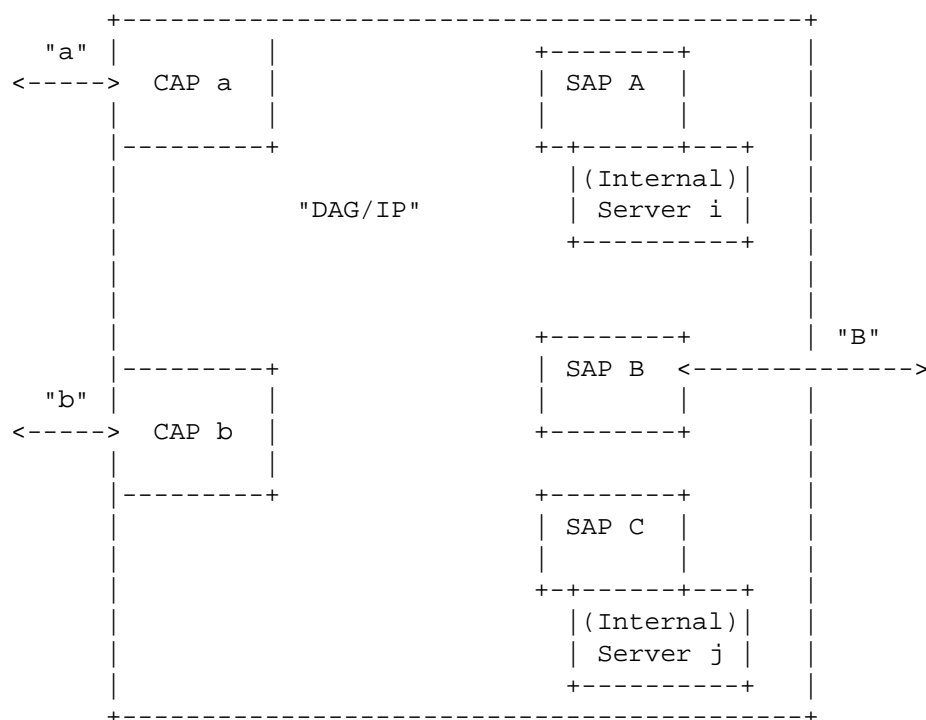 "a"
CAP a
SAP A
(Internal)
Server i
"DAG/IP"
"B"
SAP B
"b"
CAP b
SAP C
(Internal)
Server j